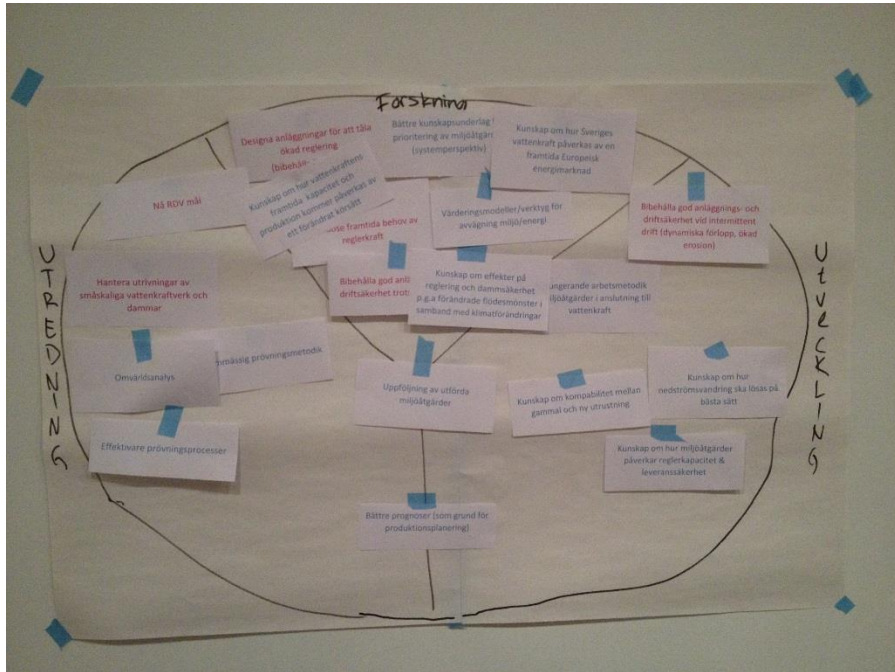 Forskning
UTREDNING
UtvecKLING
Designa anläggningar för att tåla
ökad reglering
Bättre kunskapsunderlag
prioritering av miljöåtgär
(systemperspektiv)
Kunskap om hur Sveriges
vattenkraft påverkas av en
framtida Europeisk
energimarknad
Nå RDV mål
Kunskap om hur vattenkraftens
framtida kapacitet och
produktion kommer påverkas av
ett förändrat körsätt
Värderingsmodeller/verktyg för
avvägning miljö/energi
Bibehålla god anläggnings- och
driftsäkerhet vid intermittent
drift (dynamiska förlopp, ökad
erosion)
framtida behov av
reglerkraft
Bibehålla god anl
driftsäkerhet trot
Kunskap om effekter på
reglering och dammsäkerhet
p.g.a förändrade flödesmönster i
samband med klimatförändringar
ungerande arbetsmetodik
miljöåtgärder i anslutning till
vattenkraft
Hantera utrivningar av
småskaliga vattenkraftverk och
dammar
Omvärldsanalys
prövningsmetodik
Uppföljning av utförda
miljöåtgärder
Kunskap om kompabilitet mellan
gammal och ny utrustning
Kunskap om hur
nedströmsvandring ska lösas på
bästa sätt
Effektivare prövningsprocesser
Kunskap om hur miljöåtgärder
påverkar reglerkapacitet &
leveranssäkerhet
Bättre prognoser (som grund för
produktionsplanering)